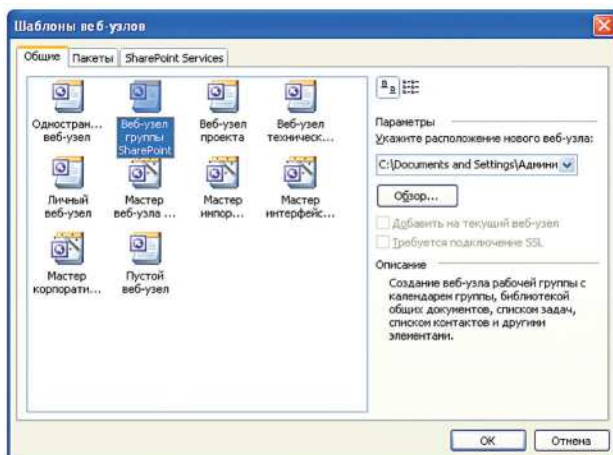 Шаблоны веб-узлов
Общие
Пакеты
SharePoint Services
Одностран...
веб-узел
Веб-узел
группы
SharePoint
Веб-узел
проекта
Веб-узел
техническ...
Личный
веб-узел
Мастер
веб-узла ...
Мастер
импор...
Мастер
интерфейс...
Мастер
корпорати...
Пустой
веб-узел
Параметры
Укажите расположение нового веб-узла:
C:\Documents and Settings\Админи
Обзор...
Добавить на текущий веб-узел
Требуется подключение SSL
Описание
Создание веб-узла рабочей группы с
календарем группы, библиотекой
общих документов, списком задач,
списком контактов и другими
элементами.
ОК
Отмена